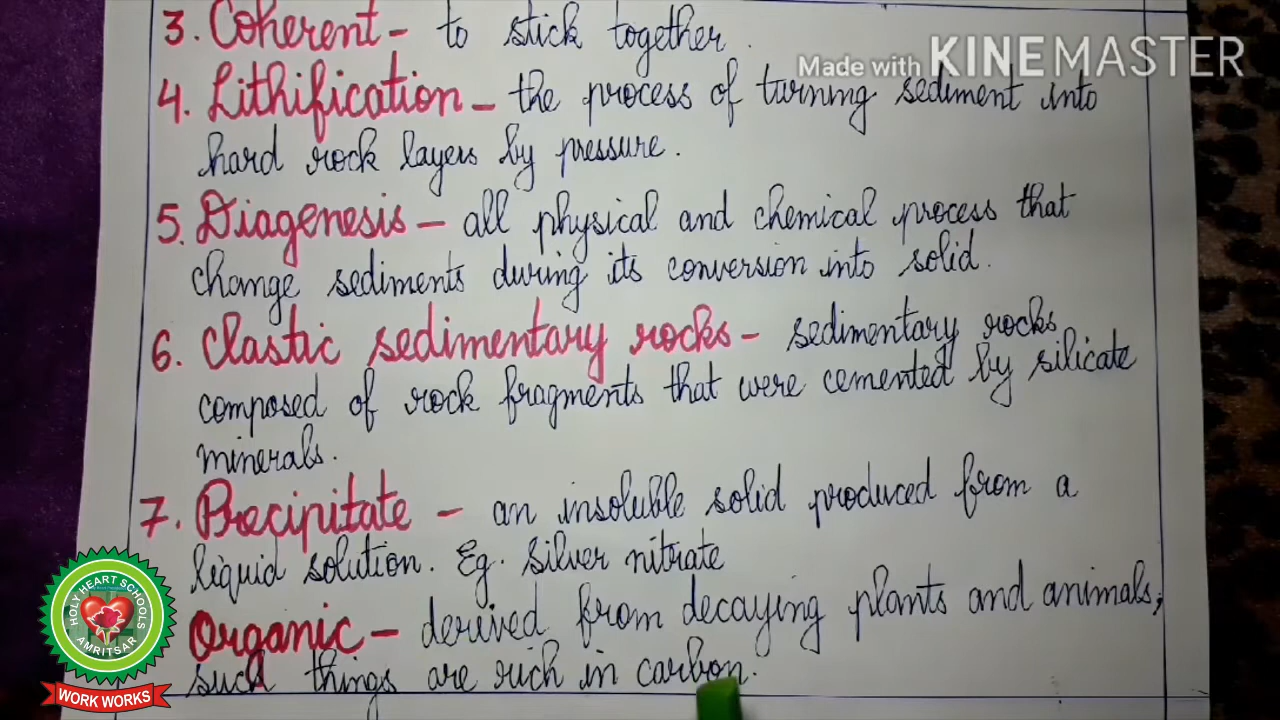 3. Coherent - to stick together.
Made with KINEMASTER
4. Lithification - the process of turning sediment into
hard rock layers by pressure.
5. Diagenesis - all physical and chemical process that
change sediments during its conversion into solid.
6. Clastic sedimentary rocks - sedimentary rocks
composed of rock fragments that were cemented by silicate
minerals.
7. Precipitate - an insoluble solid produced from a
liquid solution. Eg. silver nitrate
Organic - derived from decaying plants and animals;
such things are rich in carbon.
HOLY HEART SCHOOLS
AMRITSAR
WORK WORKS